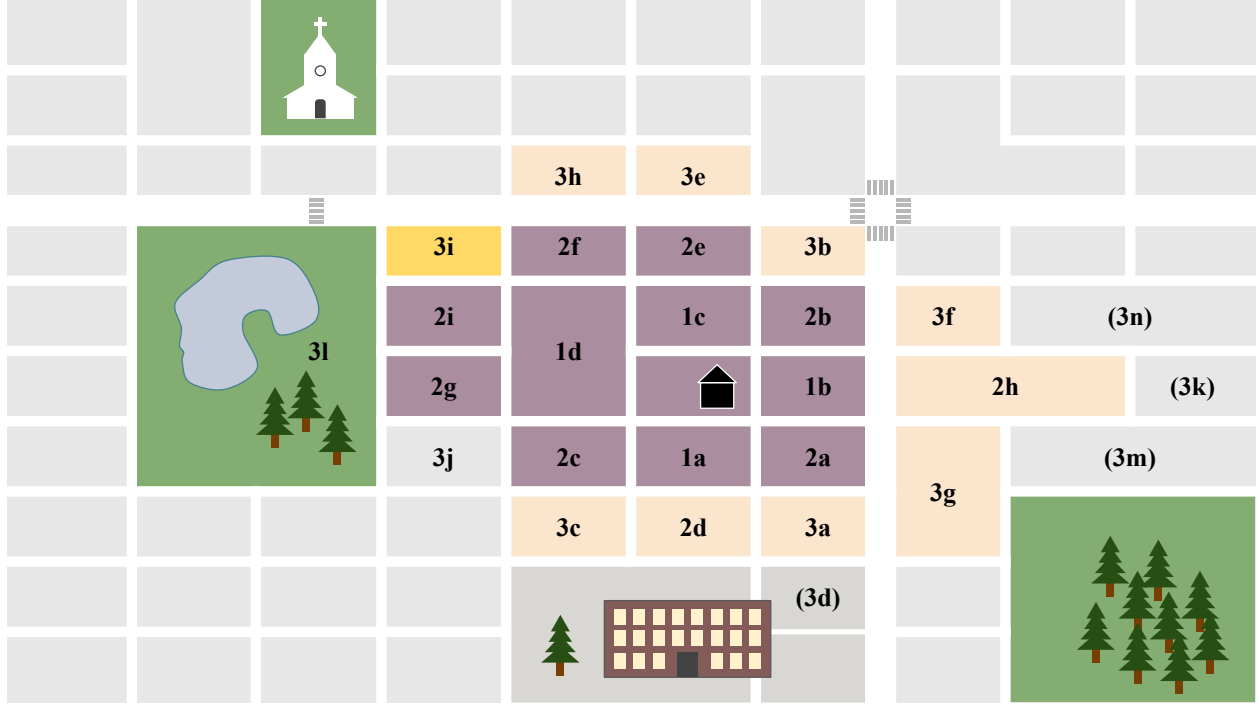 3h 3e
3i 2f 2e 3b
2i 1c 2b 3f (3n)
3l 1d
2g 1b 2h (3k)
3j 2c 1a 2a (3m)
3g
3c 2d 3a
(3d)